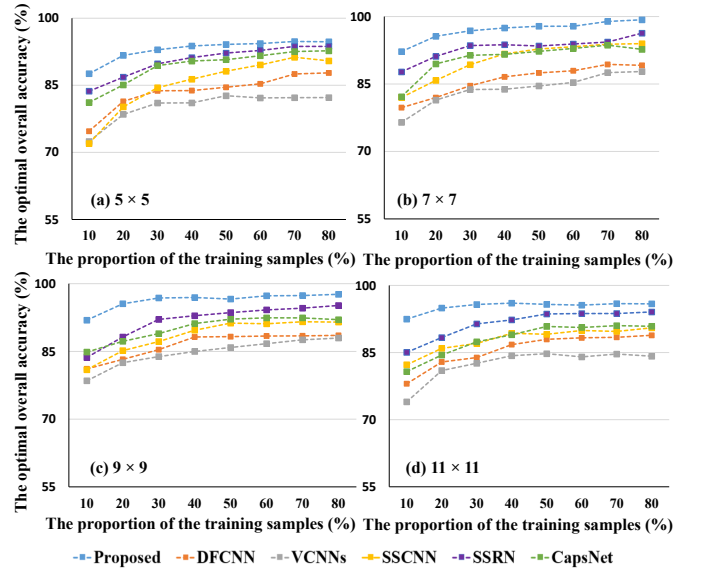 The optimal overall accuracy (%)
100
85
70
55
(a) 5 × 5
10 20 30 40 50 60 70 80
The proportion of the training samples (%)
100
85
70
55
(b) 7 × 7
10 20 30 40 50 60 70 80
The proportion of the training samples (%)
The optimal overall accuracy (%)
100
85
70
55
(c) 9 × 9
10 20 30 40 50 60 70 80
The proportion of the training samples (%)
100
85
70
55
(d) 11 × 11
10 20 30 40 50 60 70 80
The proportion of the training samples (%)
Proposed DFCNN VCNNs SSCNN SSRN CapsNet